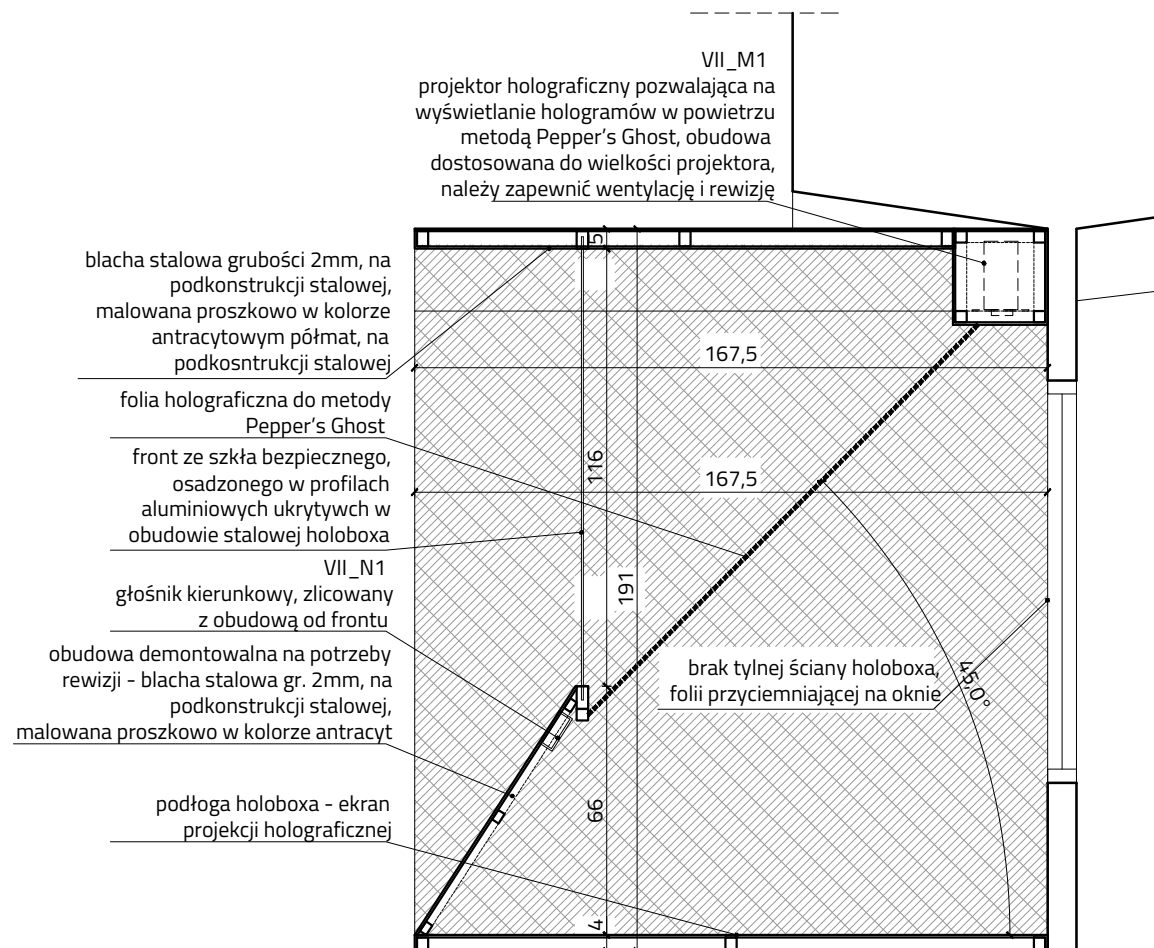 VII_M1
projektor holograficzny pozwalająca na
wyświetlanie hologramów w powietrzu
metodą Pepper's Ghost, obudowa
dostosowana do wielkości projektora,
należy zapewnić wentylację i rewizję
5
blacha stalowa grubości 2mm, na
podkonstrukcji stalowej,
malowana proszkowo w kolorze
antracytowym półmat, na
podkosntrukcji stalowej
167,5
folia holograficzna do metody
Pepper's Ghost
front ze szkła bezpiecznego,
osadzonego w profilach
aluminiowych ukrytywch w
obudowie stalowej holoboxa
116
167,5
VII_N1
głośnik kierunkowy, zlicowany
z obudową od frontu
191
obudowa demontowalna na potrzeby
rewizji - blacha stalowa gr. 2mm, na
podkonstrukcji stalowej,
malowana proszkowo w kolorze antracyt
brak tylnej ściany holoboxa,
folii przyciemniającej na oknie
45,0°
podłoga holoboxa - ekran
projekcji holograficznej
66
4